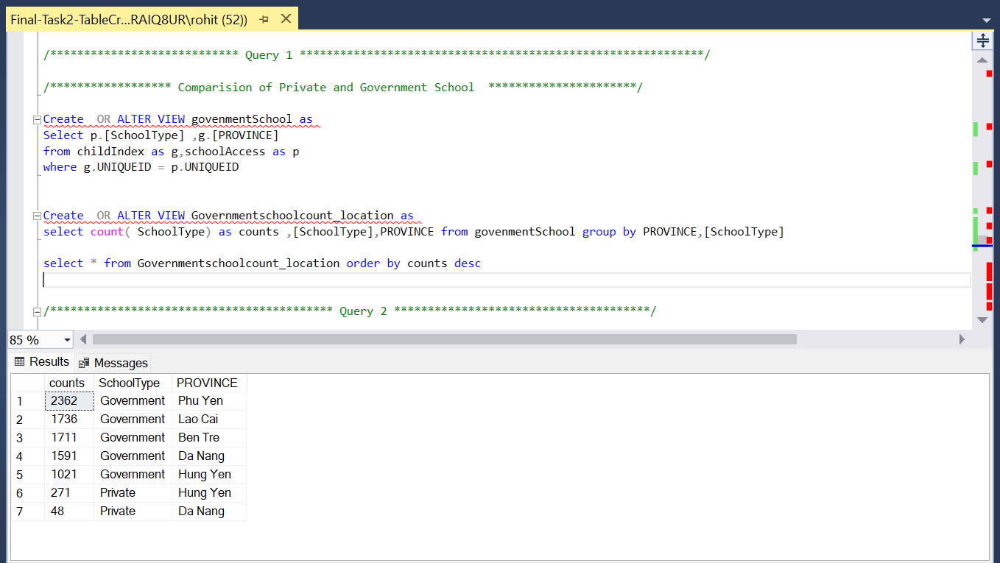 Final-Task2-TableCr...RAIQ8UR\rohit (52))
/**************************** Query 1 ************************************************************/
/****************** Comparision of Private and Government School  **********************/
Create  OR ALTER VIEW govenmentSchool as
Select p.[SchoolType] ,g.[PROVINCE]
from childIndex as g,schoolAccess as p
where g.UNIQUEID = p.UNIQUEID
Create  OR ALTER VIEW Governmentschoolcount_location as
select count( SchoolType) as counts ,[SchoolType],PROVINCE from govenmentSchool group by PROVINCE,[SchoolType]
select * from Governmentschoolcount_location order by counts desc
/****************************************** Query 2 **************************************/
85 %
Results Messages
counts SchoolType PROVINCE
1 2362 Government Phu Yen
2 1736 Government Lao Cai
3 1711 Government Ben Tre
4 1591 Government Da Nang
5 1021 Government Hung Yen
6 271 Private Hung Yen
7 48 Private Da Nang